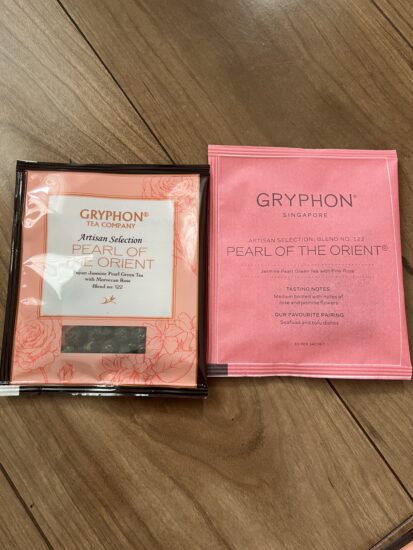 GRYPHON®
TEA COMPANY
Artisan Selection
PEARL OF
THE ORIENT
Jasmine Pearl Green Tea
with Moroccan Rose
Blend no: 122
GRYPHON®
SINGAPORE
ARTISAN SELECTION: BLEND NO. 122
PEARL OF THE ORIENT®
Jasmine Pearl Green Tea with Pink Rose
TASTING NOTES
Medium bodied with notes of
rose and jasmine flowers
OUR FAVOURITE PAIRING
Seafood and tofu dishes